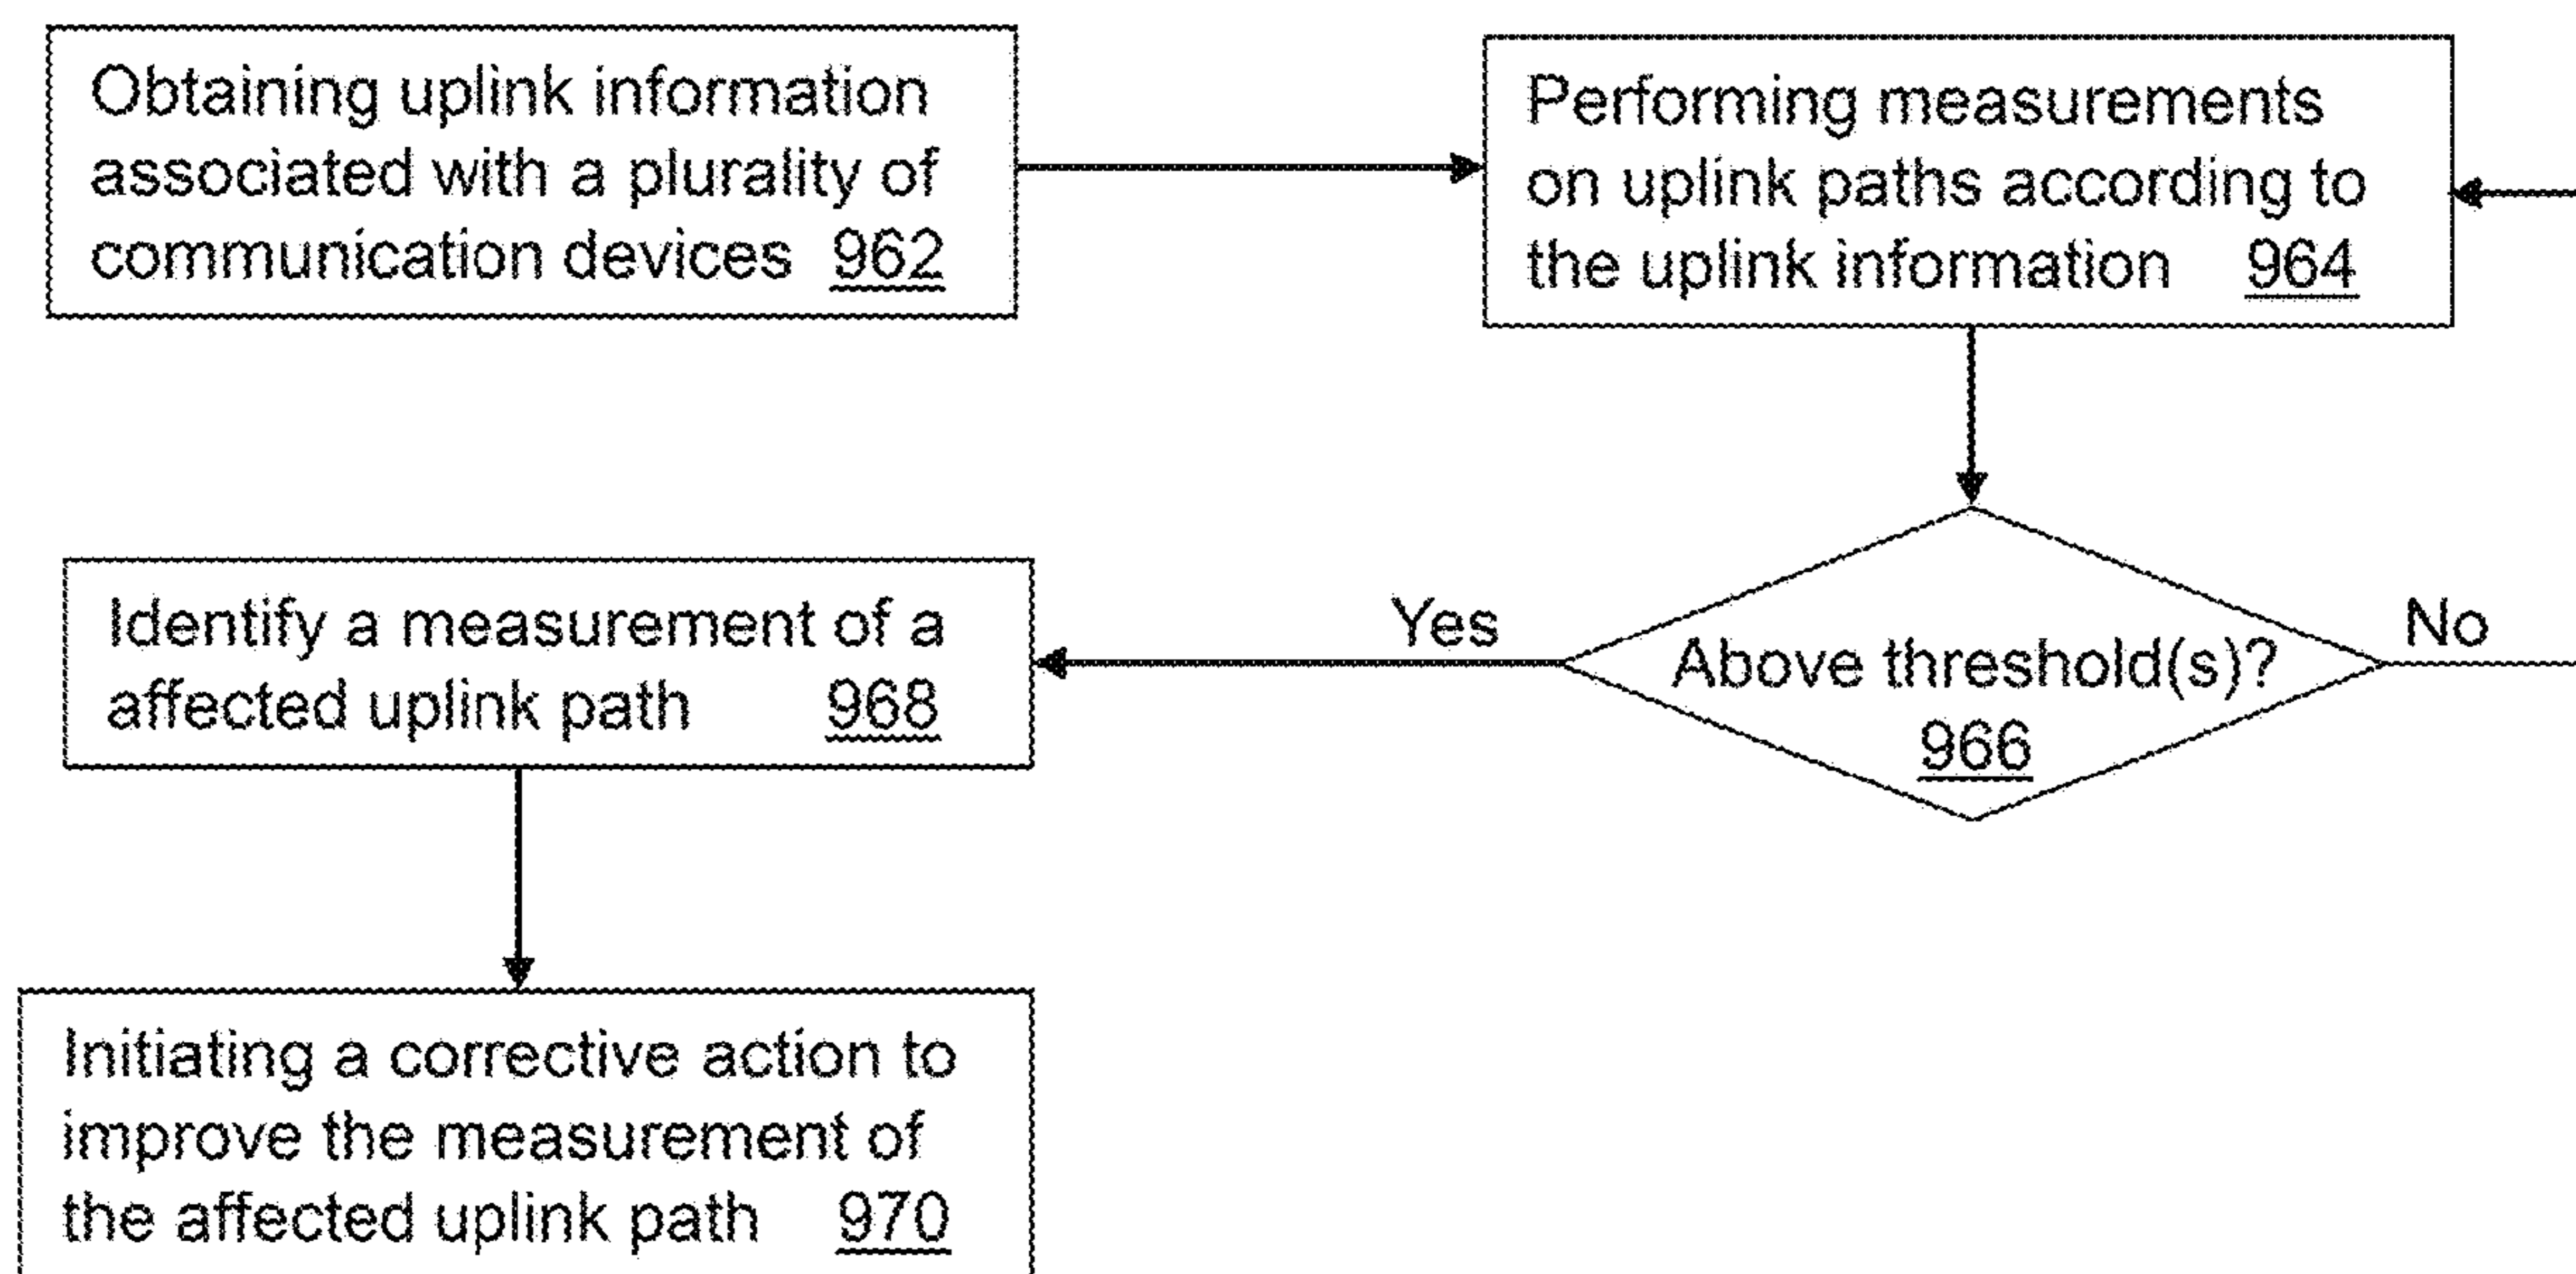 Obtaining uplink information
associated with a plurality of
communication devices 962
Performing measurements
on uplink paths according to
the uplink information 964
Above threshold(s)?
966
Yes
No
Identify a measurement of a
affected uplink path 968
Initiating a corrective action to
improve the measurement of
the affected uplink path 970